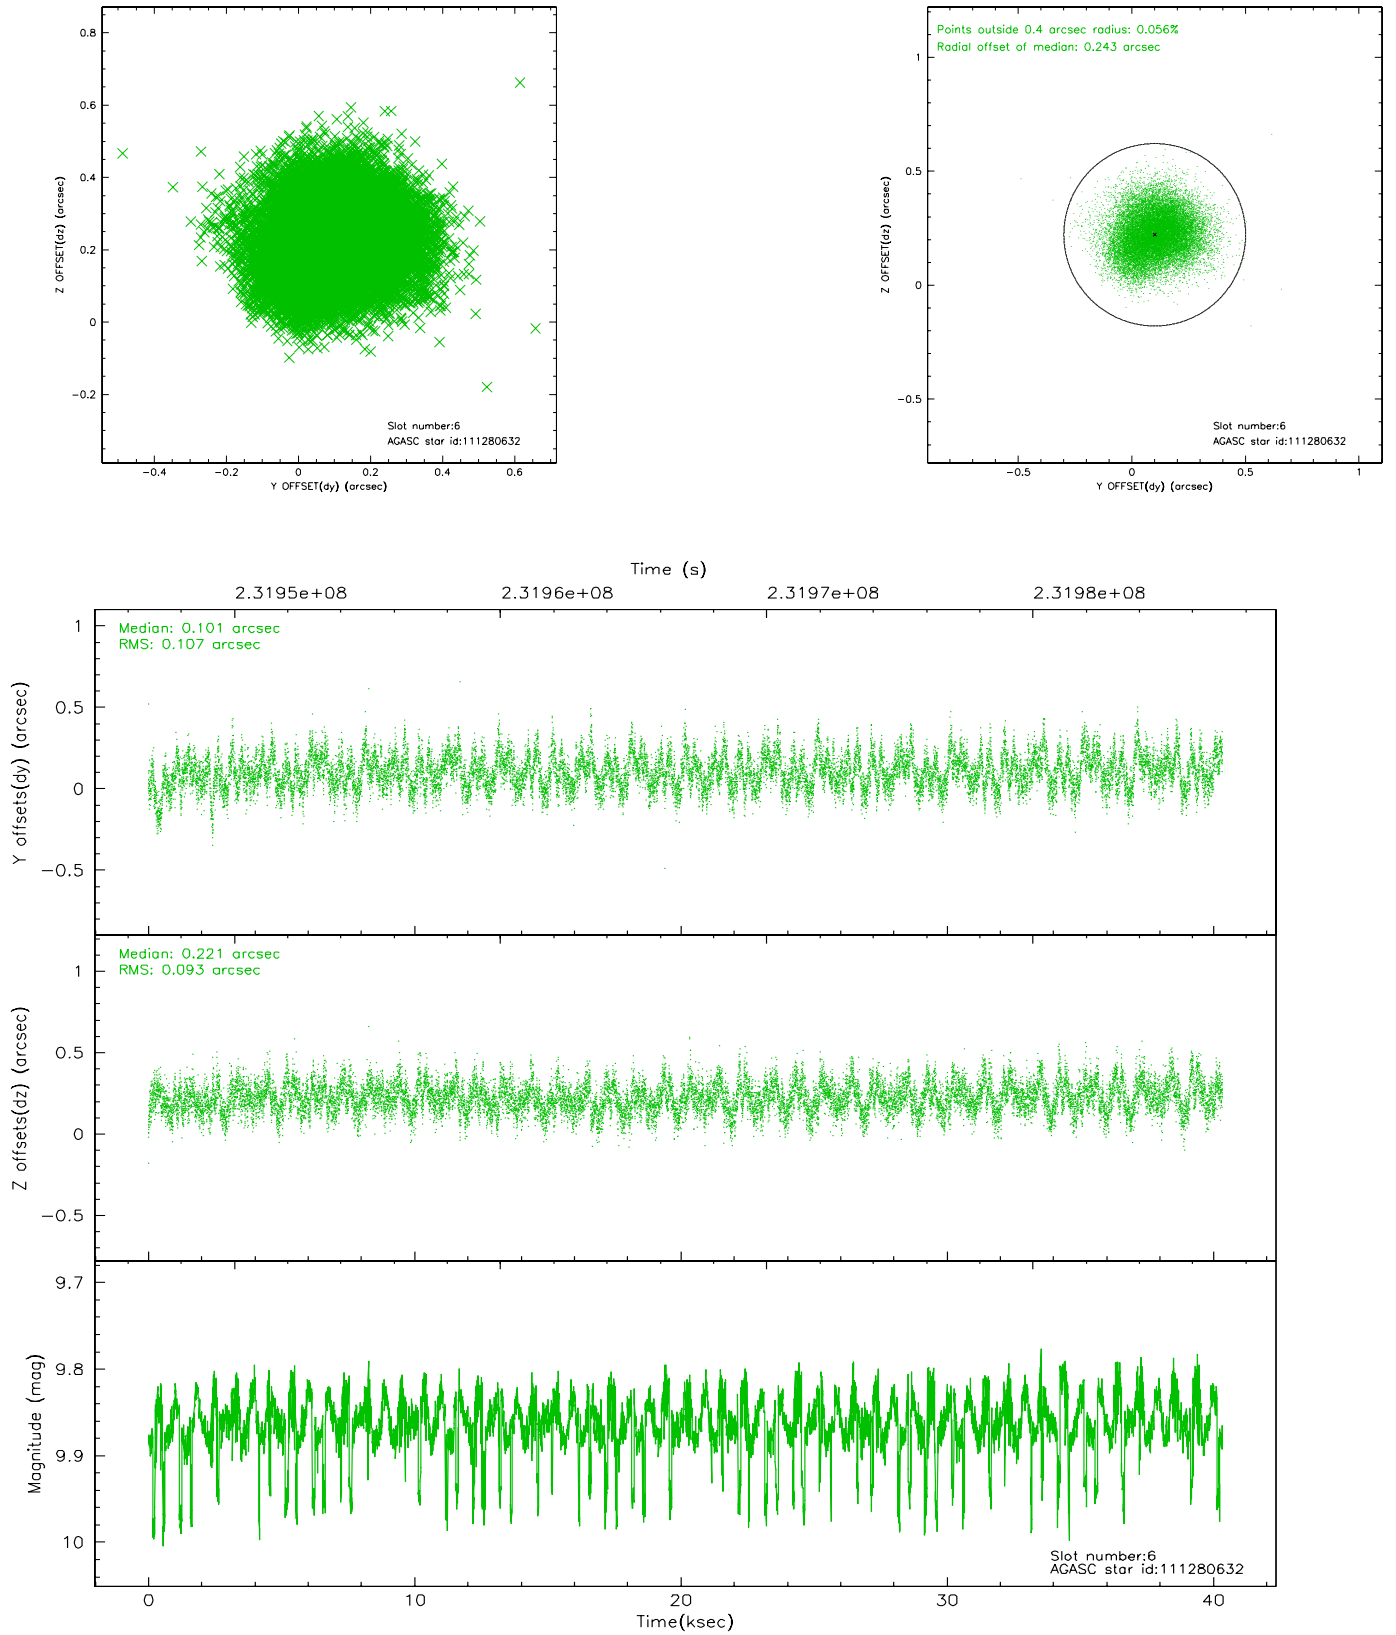 0.8
0.6
0.4
0.2
0
−0.2
Z OFFSET(dz) (arcsec)
Slot number:6
AGASC star id:111280632
−0.4
−0.2
0
0.2
0.4
0.6
Y OFFSET(dy) (arcsec)
Points outside 0.4 arcsec radius: 0.056%
Radial offset of median: 0.243 arcsec
1
0.5
0
−0.5
Z OFFSET(dz) (arcsec)
Slot number:6
AGASC star id:111280632
−0.5
0
0.5
1
Y OFFSET(dy) (arcsec)
Time (s)
2.3195e+08
2.3196e+08
2.3197e+08
2.3198e+08
Median: 0.101 arcsec
RMS: 0.107 arcsec
1
0.5
0
−0.5
Y offsets(dy) (arcsec)
Median: 0.221 arcsec
RMS: 0.093 arcsec
1
0.5
0
−0.5
Z offsets(dz) (arcsec)
9.7
9.8
9.9
10
Magnitude (mag)
Slot number:6
AGASC star id:111280632
0
10
20
30
40
Time(ksec)